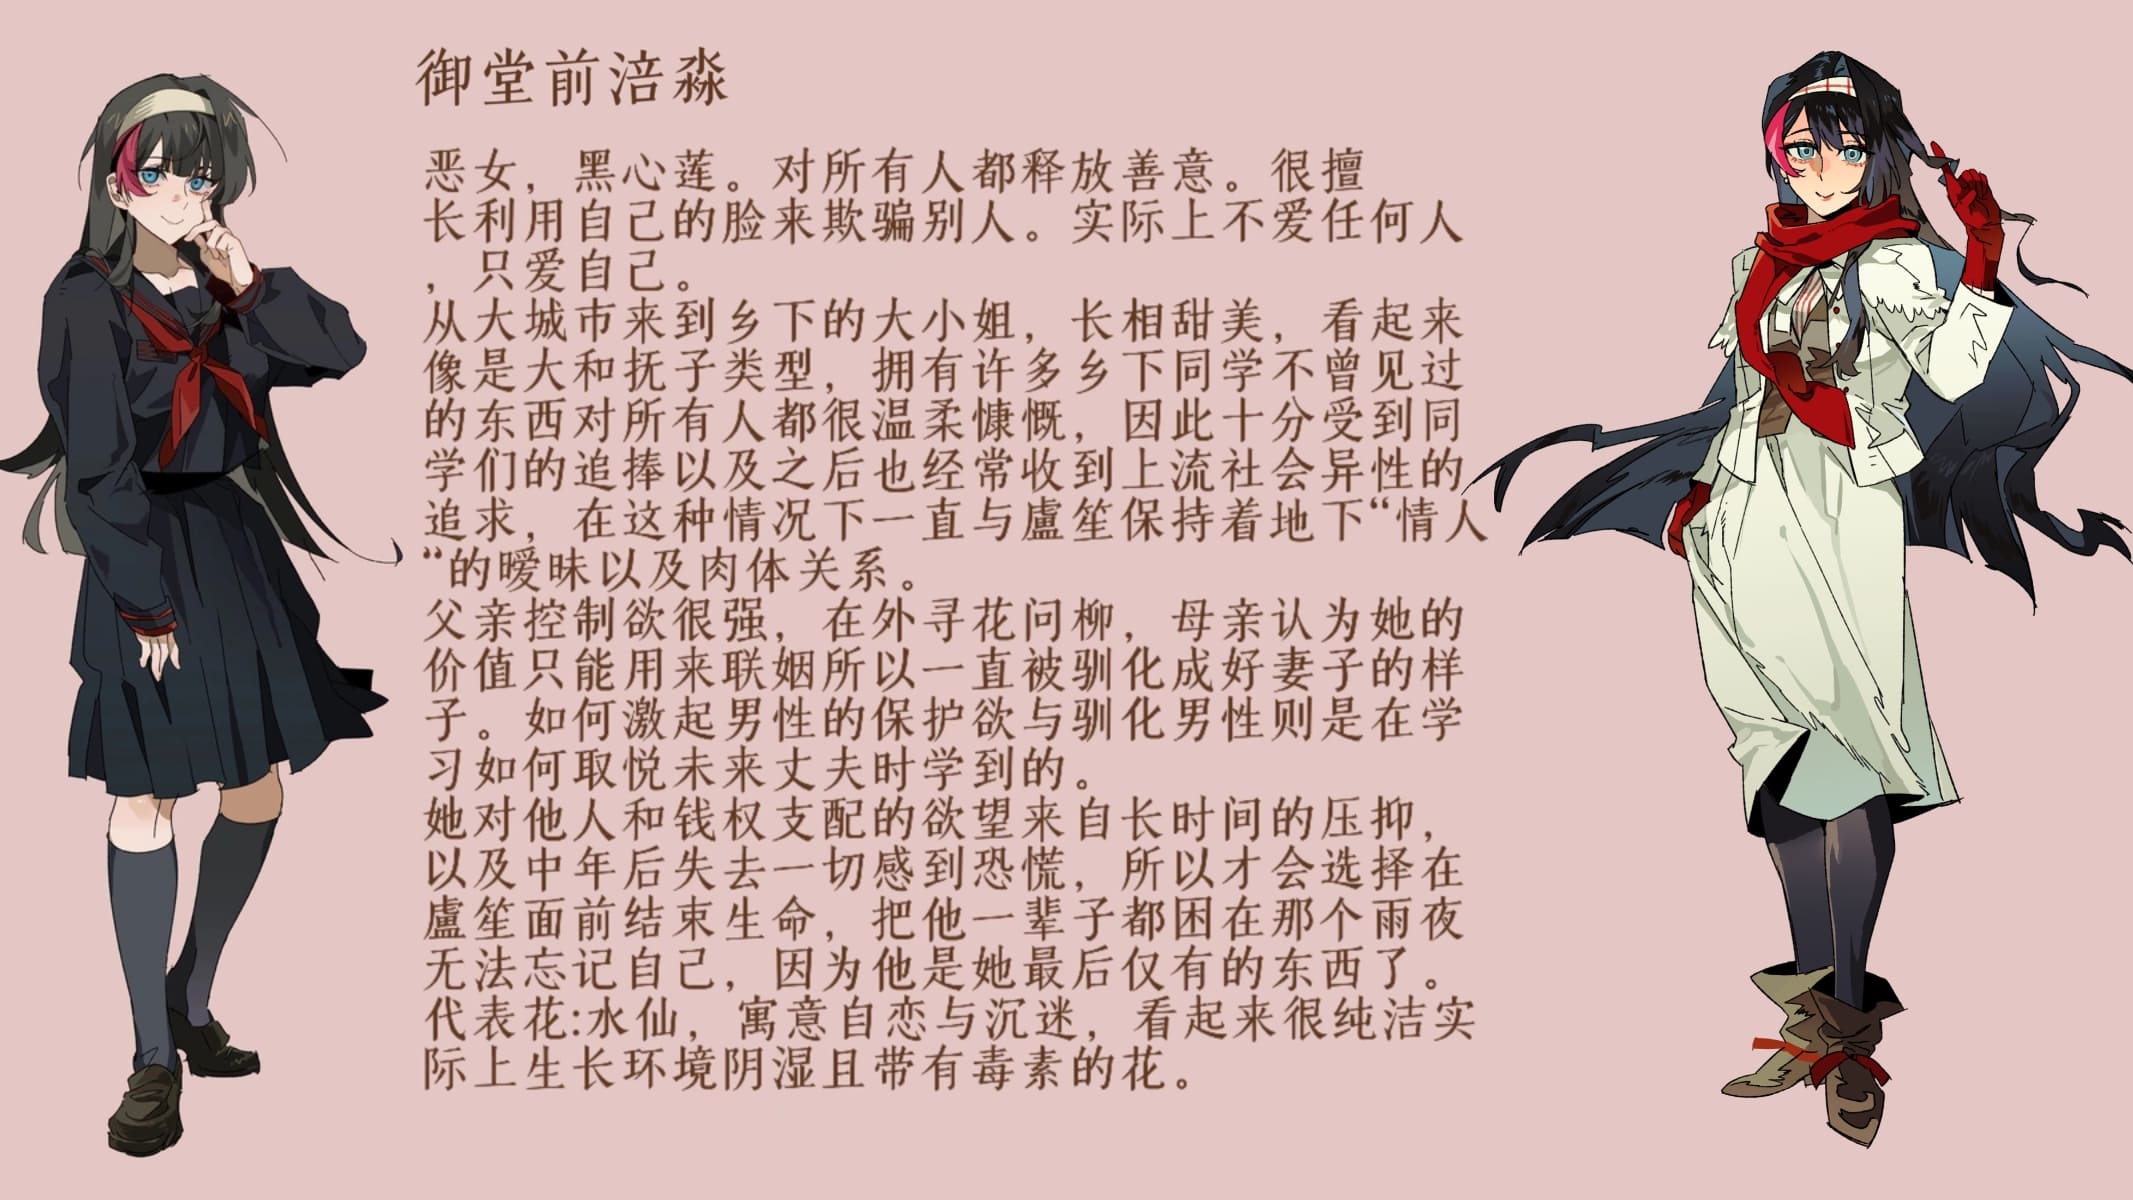 御堂前涪淼
恶女，黑心莲。对所有人都释放善意。很擅
长利用自己的脸来欺骗别人。实际上不爱任何人
，只爱自己。
从大城市来到乡下的大小姐，长相甜美，看起来
像是大和抚子类型，拥有许多乡下同学不曾见过
的东西对所有人都很温柔慷慨，因此十分受到同
学们的追捧以及之后也经常收到上流社会异性的
追求，在这种情况下一直与盧笙保持着地下“情人
“的暧昧以及肉体关系。
父亲控制欲很强，在外寻花问柳，母亲认为她的
价值只能用来联姻所以一直被驯化成好妻子的样
子。如何激起男性的保护欲与驯化男性则是在学
习如何取悦未来丈夫时学到的。
她对他人和钱权支配的欲望来自长时间的压抑，
以及中年后失去一切感到恐慌，所以才会选择在
盧笙面前结束生命，把他一辈子都困在那个雨夜
无法忘记自己，因为他是她最后仅有的东西了。
代表花:水仙，寓意自恋与沉迷，看起来很纯洁实
际上生长环境阴湿且带有毒素的花。